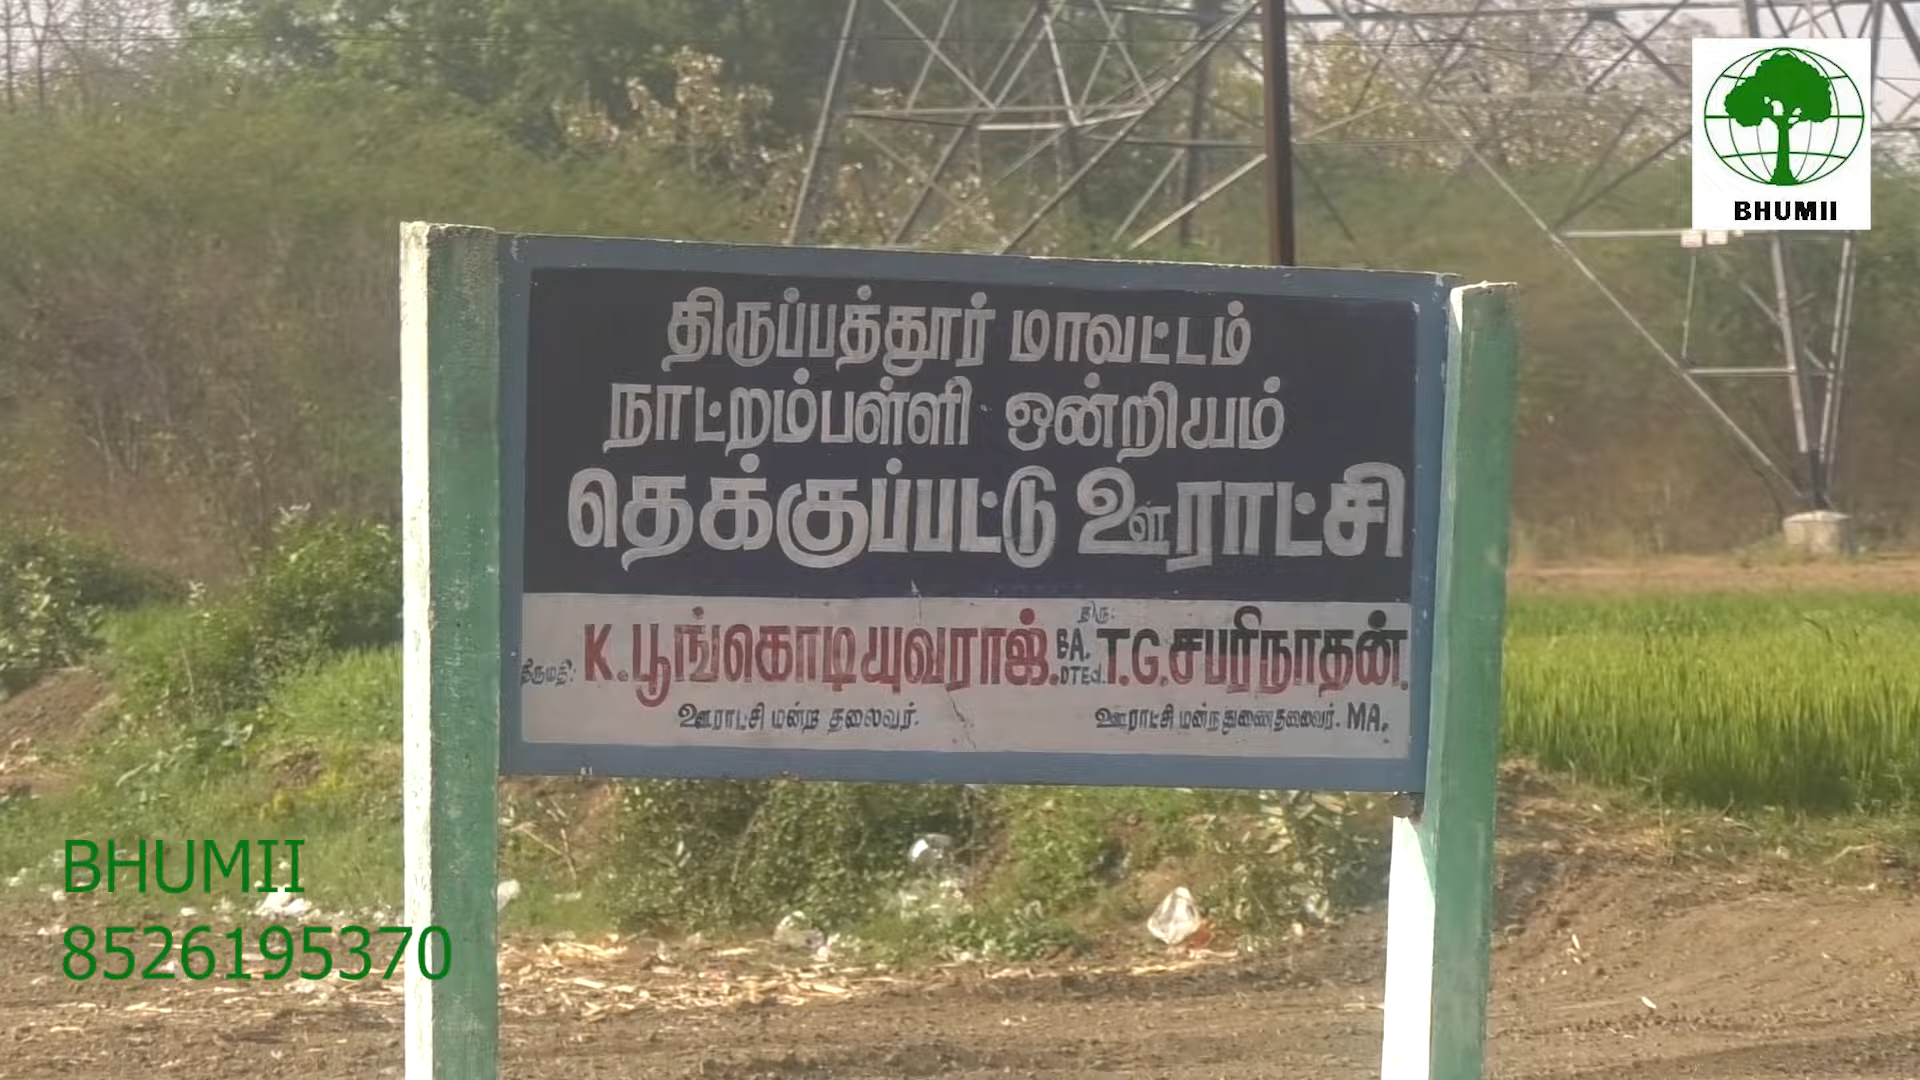 BHUMII
திருப்பத்தூர் மாவட்டம்
நாட்றம்பள்ளி ஒன்றியம்
தெக்குப்பட்டு ஊராட்சி
திருமதி: K.பூங்கொடியுவராஜ். BA. DTEd.
திரு: T.G.சபரிநாதன்.
ஊராட்சி மன்ற தலைவர்.
ஊராட்சி மன்ற துணைதலைவர். MA.
BHUMII
8526195370